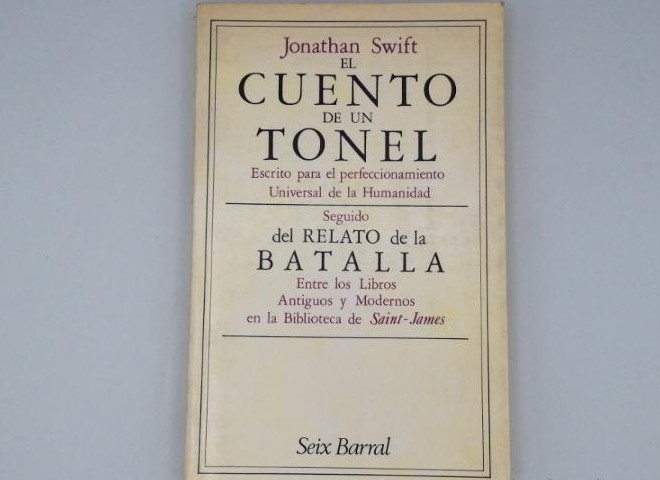 Jonathan Swift
EL
CUENTO
DE UN
TONEL
Escrito para el perfeccionamiento
Universal de la Humanidad
Seguido
del RELATO de la
BATALLA
Entre los Libros
Antiguos y Modernos
en la Biblioteca de Saint-James
Seix Barral